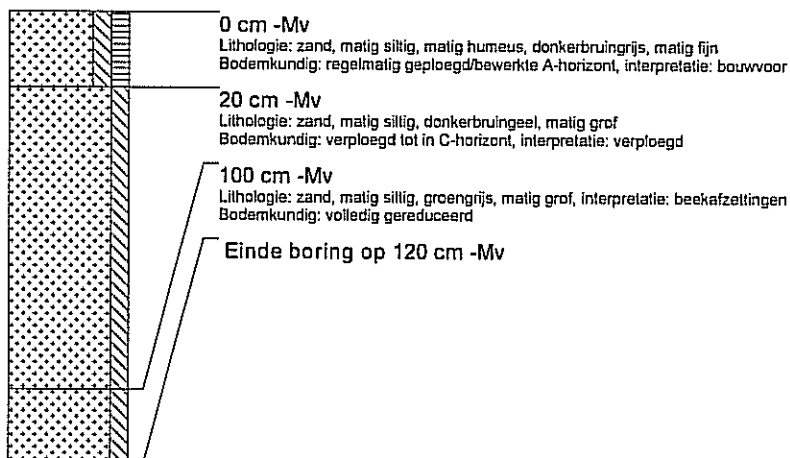 0 cm -Mv
Lithologie: zand, matig siltig, matig humeus, donkerbruingrijs, matig fijn
Bodemkundig: regelmatig geploegd/bewerkte A-horizont, interpretatie: bouwvoor
20 cm -Mv
Lithologie: zand, matig siltig, donkerbruingeel, matig grof
Bodemkundig: verploegd tot in C-horizont, interpretatie: verploegd
100 cm -Mv
Lithologie: zand, matig siltig, groengrijs, matig grof, interpretatie: beekafzettingen
Bodemkundig: volledig gereduceerd
Einde boring op 120 cm -Mv